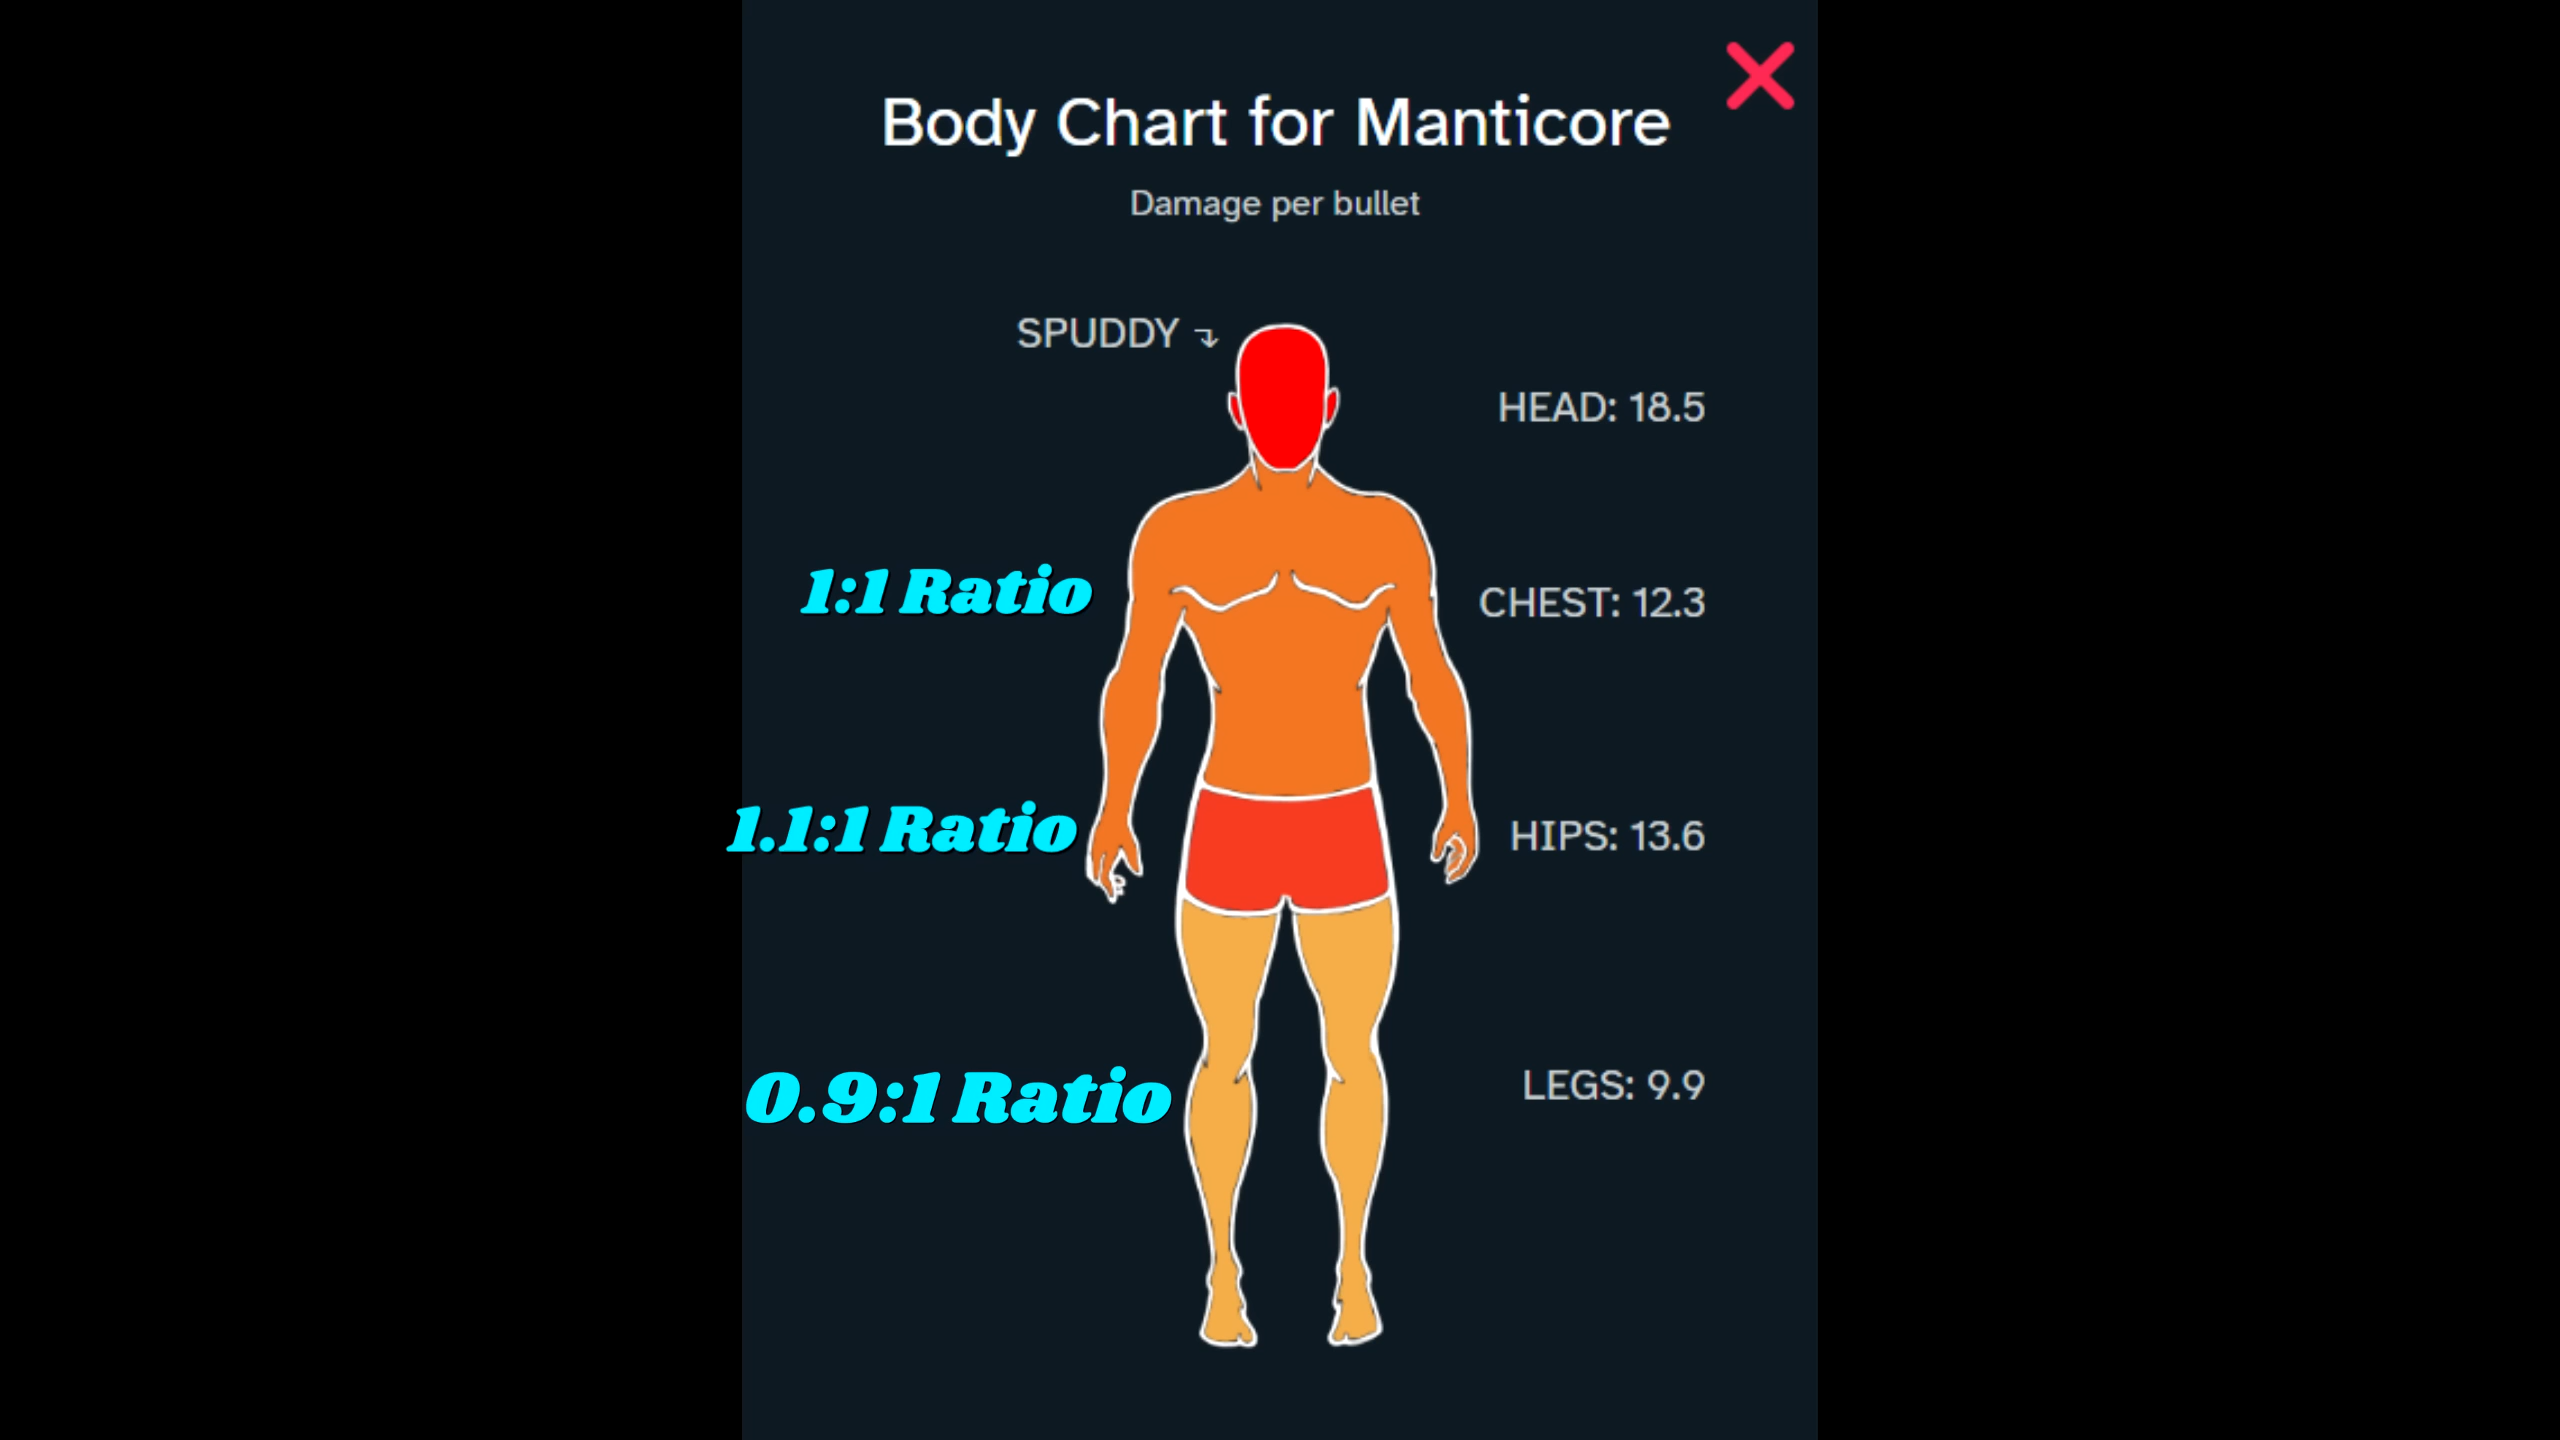 Body Chart for Manticore
Damage per bullet
SPUDDY
HEAD: 18.5
1:1 Ratio
CHEST: 12.3
1.1:1 Ratio
HIPS: 13.6
0.9:1 Ratio
LEGS: 9.9